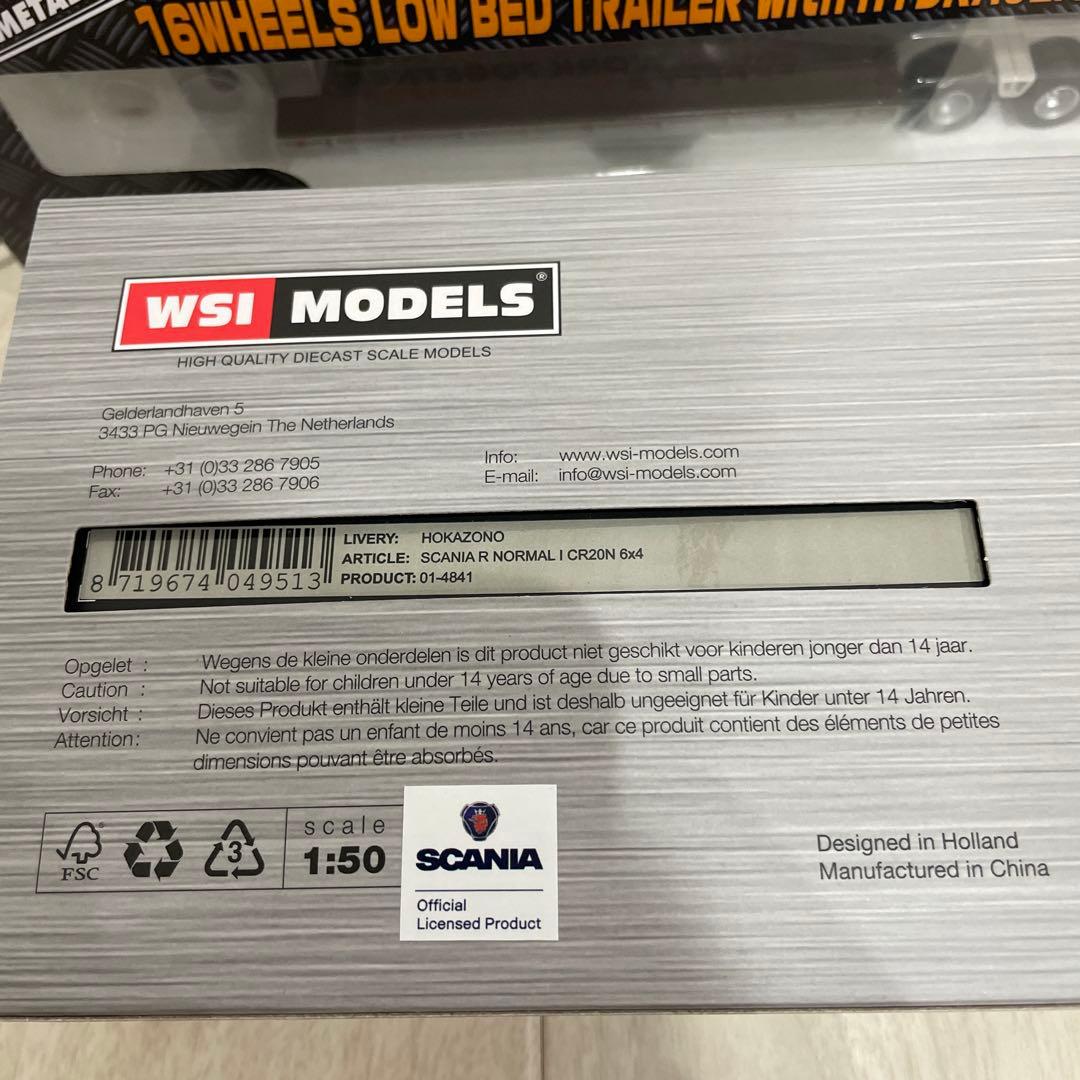 METAL
16WHEELS LOW BED TRAILER with
WSI MODELS®
HIGH QUALITY DIECAST SCALE MODELS
Gelderlandhaven 5
3433 PG Nieuwegein The Netherlands
Phone: +31 (0)33 286 7905
Fax: +31 (0)33 286 7906
Info: www.wsi-models.com
E-mail: info@wsi-models.com
8 719674 049513
LIVERY: HOKAZONO
ARTICLE: SCANIA R NORMAL I CR20N 6x4
PRODUCT: 01-4841
Opgelet : Wegens de kleine onderdelen is dit product niet geschikt voor kinderen jonger dan 14 jaar.
Caution : Not suitable for children under 14 years of age due to small parts.
Vorsicht : Dieses Produkt enthält kleine Teile und ist deshalb ungeeignet für Kinder unter 14 Jahren.
Attention: Ne convient pas un enfant de moins 14 ans, car ce produit contient des éléments de petites
dimensions pouvant être absorbés.
FSC
3
scale
1:50
SCANIA
Official
Licensed Product
Designed in Holland
Manufactured in China